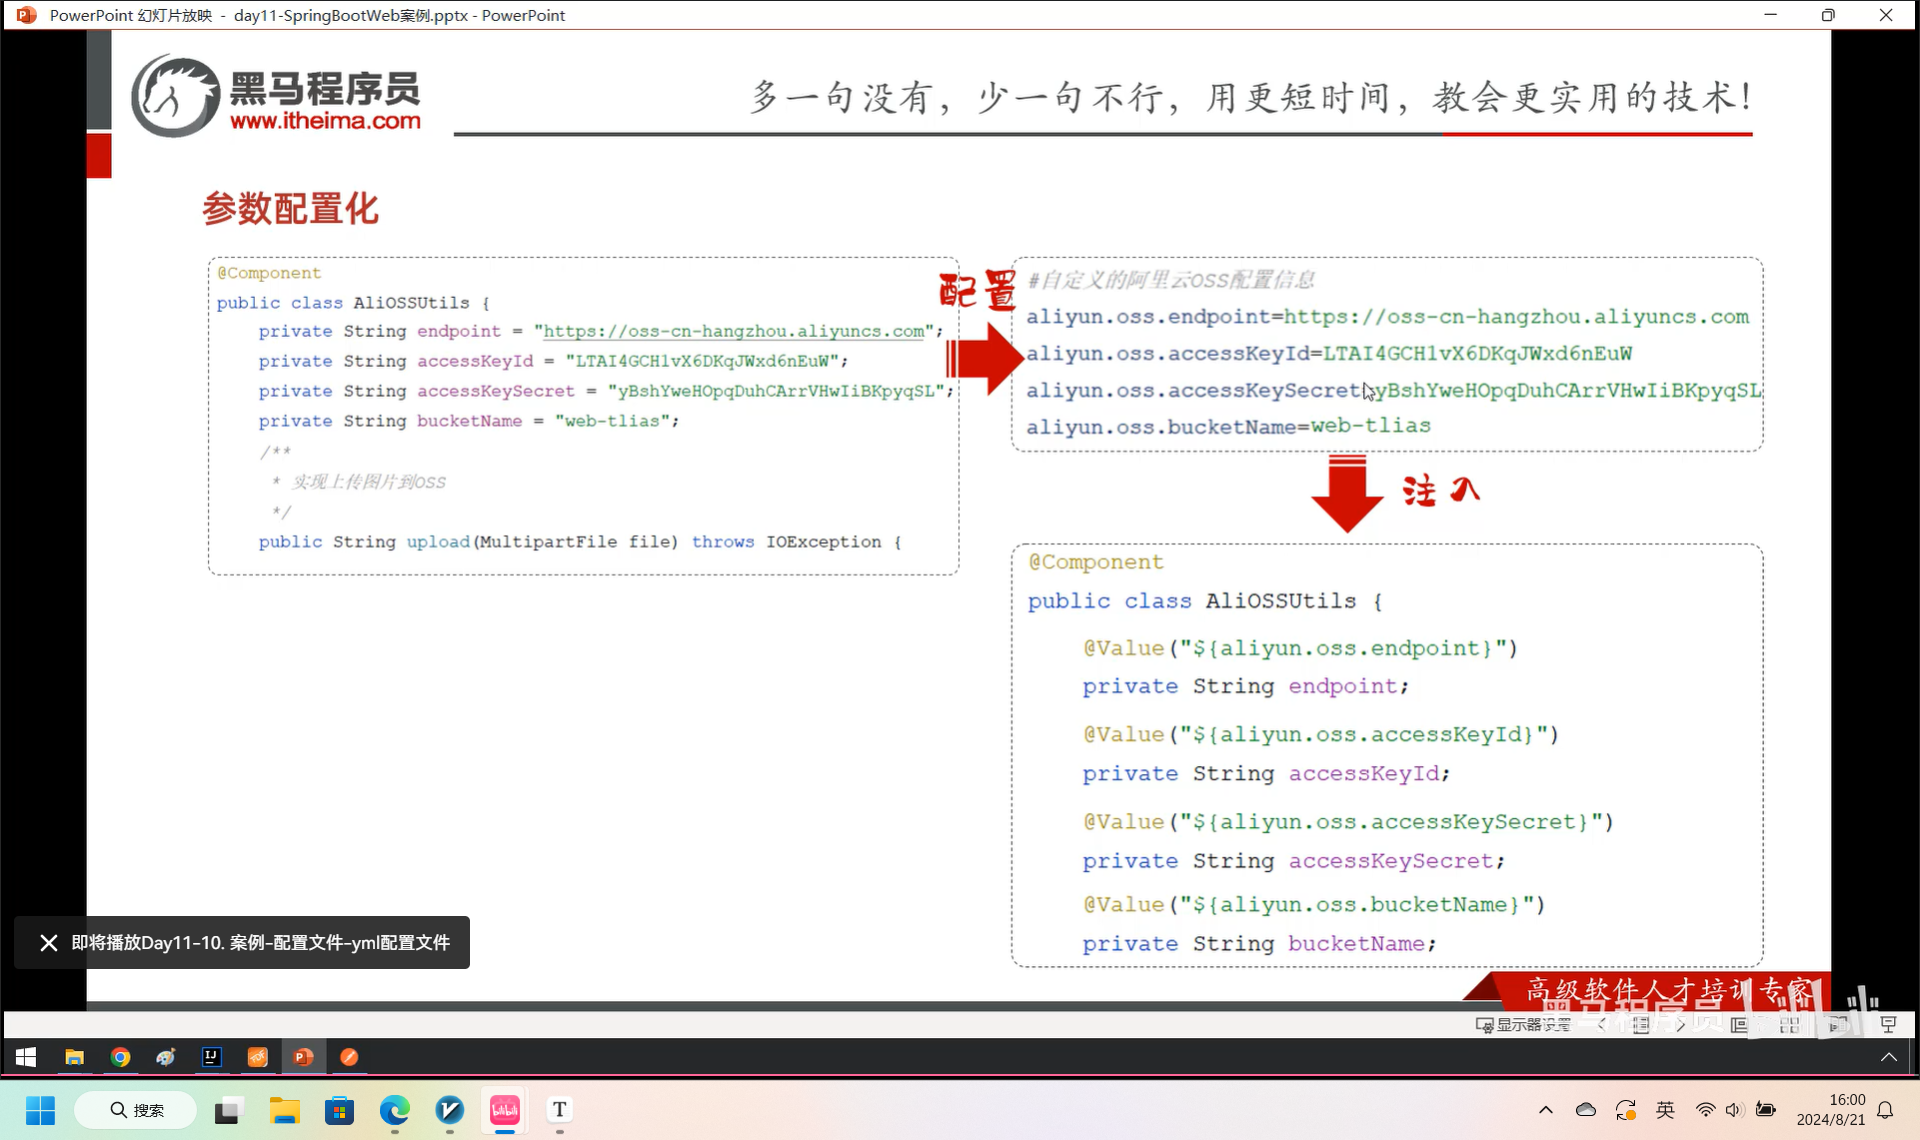 PowerPoint 幻灯片放映 - day11-SpringBootWeb案例.pptx - PowerPoint
黑马程序员
www.itheima.com
多一句没有，少一句不行，用更短时间，教会更实用的技术！
参数配置化
@Component
public class AliOSSUtils {
private String endpoint = "https://oss-cn-hangzhou.aliyuncs.com";
private String accessKeyId = "LTAI4GCH1vX6DKqJWxd6nEuW";
private String accessKeySecret = "yBshYweHOpqDuhCArrVHwIiBKpyqSL";
private String bucketName = "web-tlias";
/**
* 实现上传图片到OSS
*/
public String upload(MultipartFile file) throws IOException {
配置
#自定义的阿里云OSS配置信息
aliyun.oss.endpoint=https://oss-cn-hangzhou.aliyuncs.com
aliyun.oss.accessKeyId=LTAI4GCH1vX6DKqJWxd6nEuW
aliyun.oss.accessKeySecret=yBshYweHOpqDuhCArrVHwIiBKpyqSL
aliyun.oss.bucketName=web-tlias
注入
@Component
public class AliOSSUtils {
@Value("${aliyun.oss.endpoint}")
private String endpoint;
@Value("${aliyun.oss.accessKeyId}")
private String accessKeyId;
@Value("${aliyun.oss.accessKeySecret}")
private String accessKeySecret;
@Value("${aliyun.oss.bucketName}")
private String bucketName;
即将播放Day11-10. 案例-配置文件-yml配置文件
高级软件人才培训专家
黑马程序员
显示器设置
搜索
英
16:00
2024/8/21